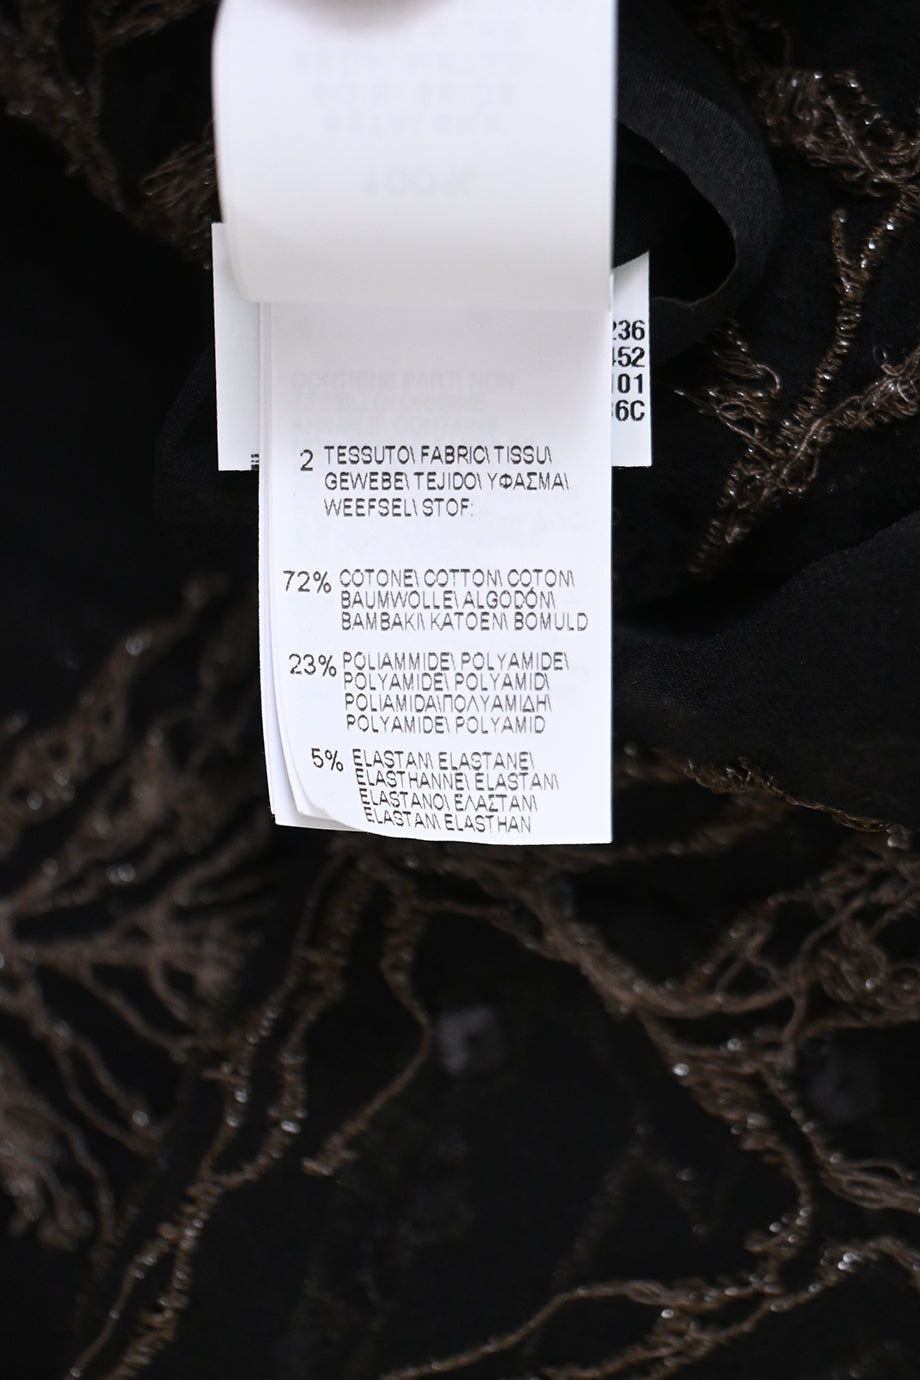 236
452
101
6C
2 TESSUTO\ FABRIC\ TISSU\
GEWEBE\ TEJIDO\ ΥΦΑΣΜΑ\
WEEFSEL\ STOF:
72% COTONE\ COTTON\ COTON\
BAUMWOLLE\ ALGODÓN\
BAMBAKI\ KATOEN\ BOMULD
23% POLIAMMIDE\ POLYAMIDE\
POLYAMIDE\ POLYAMID\
POLIAMIDA\ΠΟΛΥΑΜΙΔΗ\
POLYAMIDE\ POLYAMID
5% ELASTAN\ ELASTANE\
ELASTHANNE\ ELASTAN\
ELASTANO\ ΕΛΑΣΤΑΝ\
ELASTAN\ ELASTHAN